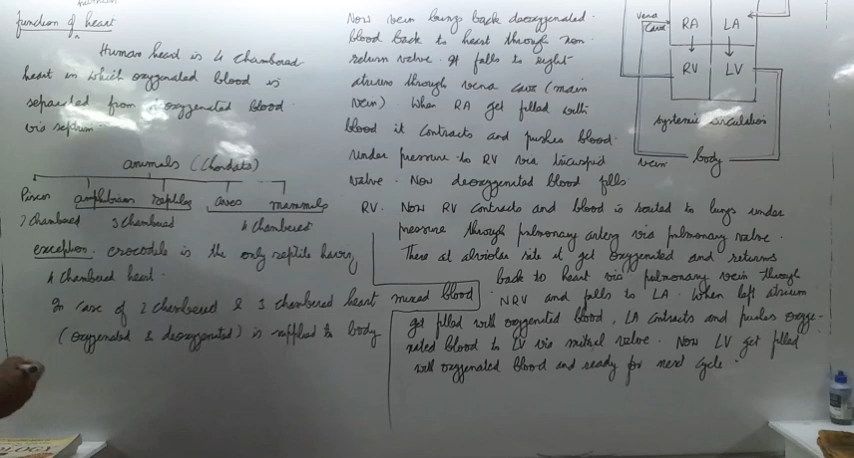 function of heart
Human heart is 4 chambered
heart in which oxygenated blood is
separated from deoxygenated blood
via septum
animals (Chordata)
Pisces amphibian reptiles aves mammals
2 chambered 3 chambered 4 chambered
exception. crocodile is the only reptile having
4 chambered heart.
In case of 2 chambered & 3 chambered heart mixed blood
(oxygenated & deoxygenated) is supplied to body
Now vein brings back deoxygenated.
blood back to heart through non
return valve. It falls to right
atrium through vena cava (main
vein). When RA get filled with
blood it contracts and pushes blood.
under pressure to RV via tricuspid
valve. Now deoxygenated blood fills
RV. Now RV contracts and blood is routed to lungs under
pressure through pulmonary artery via pulmonary valve.
There at alveolar site it get oxygenated and returns
back to heart via pulmonary vein through
NRV and falls to LA. When left atrium
get filled with oxygenated blood, LA contracts and pushes oxyge-
nated blood to LV via mitral valve. Now LV get filled
with oxygenated blood and ready for next cycle.
vena
cava
RA LA
RV LV
systemic circulation
vein body